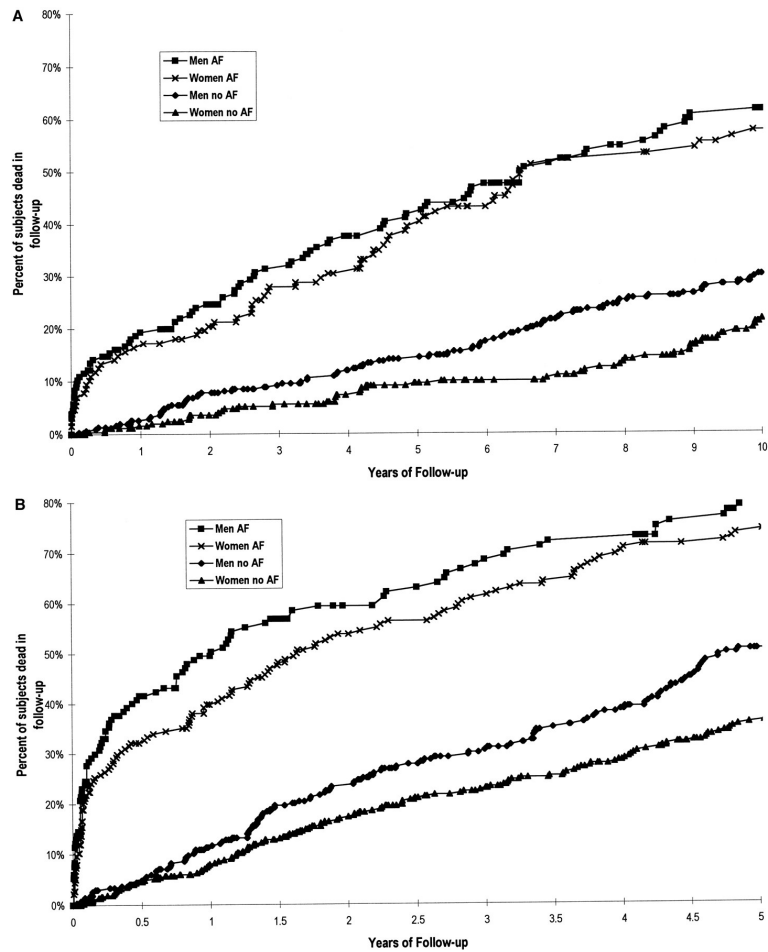 A
80%
70%
60%
50%
40%
30%
20%
10%
0%
Percent of subjects dead in
follow-up
Men AF
Women AF
Men no AF
Women no AF
0 1 2 3 4 5 6 7 8 9 10
Years of Follow-up
B
80%
70%
60%
50%
40%
30%
20%
10%
0%
Percent of subjects dead in
follow-up
Men AF
Women AF
Men no AF
Women no AF
0 0.5 1 1.5 2 2.5 3 3.5 4 4.5 5
Years of Follow-up